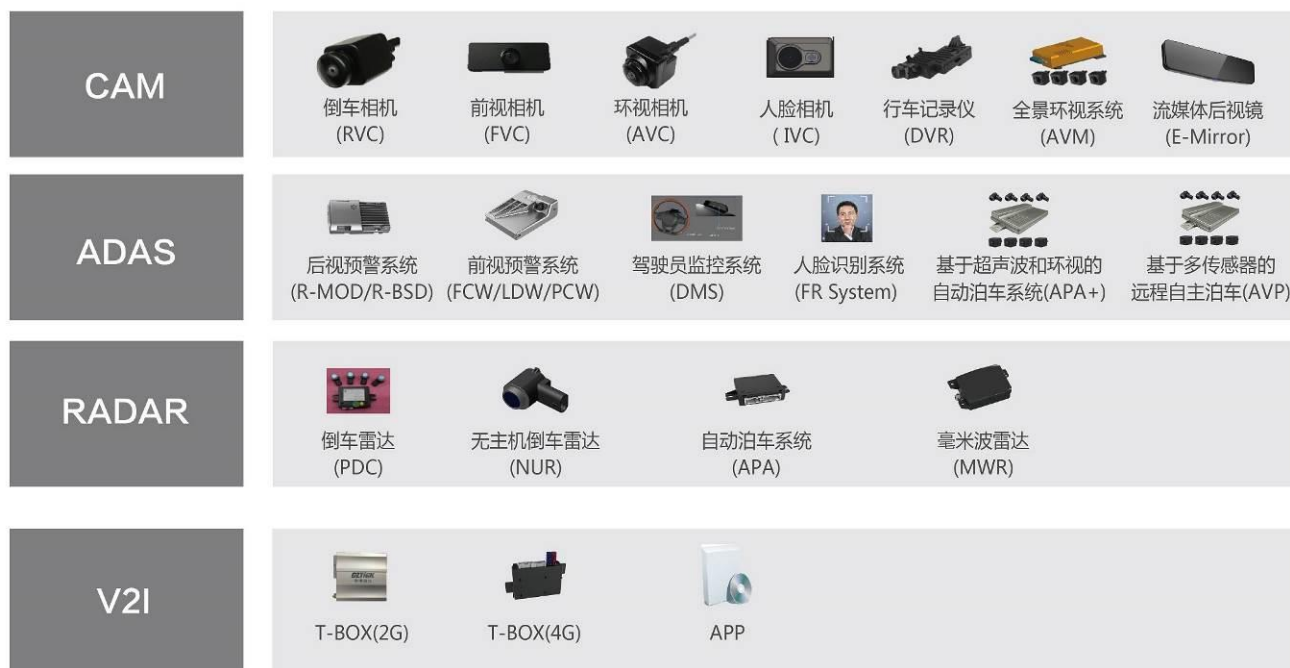 CAM
倒车相机
(RVC)
前视相机
(FVC)
环视相机
(AVC)
人脸相机
( IVC)
行车记录仪
(DVR)
全景环视系统
(AVM)
流媒体后视镜
(E-Mirror)
ADAS
后视预警系统
(R-MOD/R-BSD)
前视预警系统
(FCW/LDW/PCW)
驾驶员监控系统
(DMS)
人脸识别系统
(FR System)
基于超声波和环视的
自动泊车系统(APA+)
基于多传感器的
远程自主泊车(AVP)
RADAR
倒车雷达
(PDC)
无主机倒车雷达
(NUR)
自动泊车系统
(APA)
毫米波雷达
(MWR)
V2I
T-BOX(2G)
T-BOX(4G)
APP